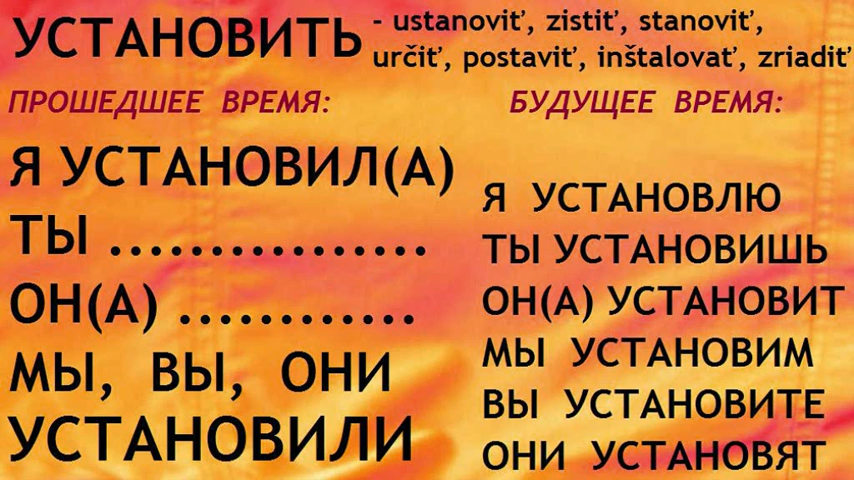 УСТАНОВИТЬ - ustanoviť, zistiť, stanoviť,
určiť, postaviť, inštalovať, zriadiť
ПРОШЕДШЕЕ ВРЕМЯ:
Я УСТАНОВИЛ(А)
ТЫ ................
ОН(А) ............
МЫ, ВЫ, ОНИ
УСТАНОВИЛИ
БУДУЩЕЕ ВРЕМЯ:
Я УСТАНОВЛЮ
ТЫ УСТАНОВИШЬ
ОН(А) УСТАНОВИТ
МЫ УСТАНОВИМ
ВЫ УСТАНОВИТЕ
ОНИ УСТАНОВЯТ